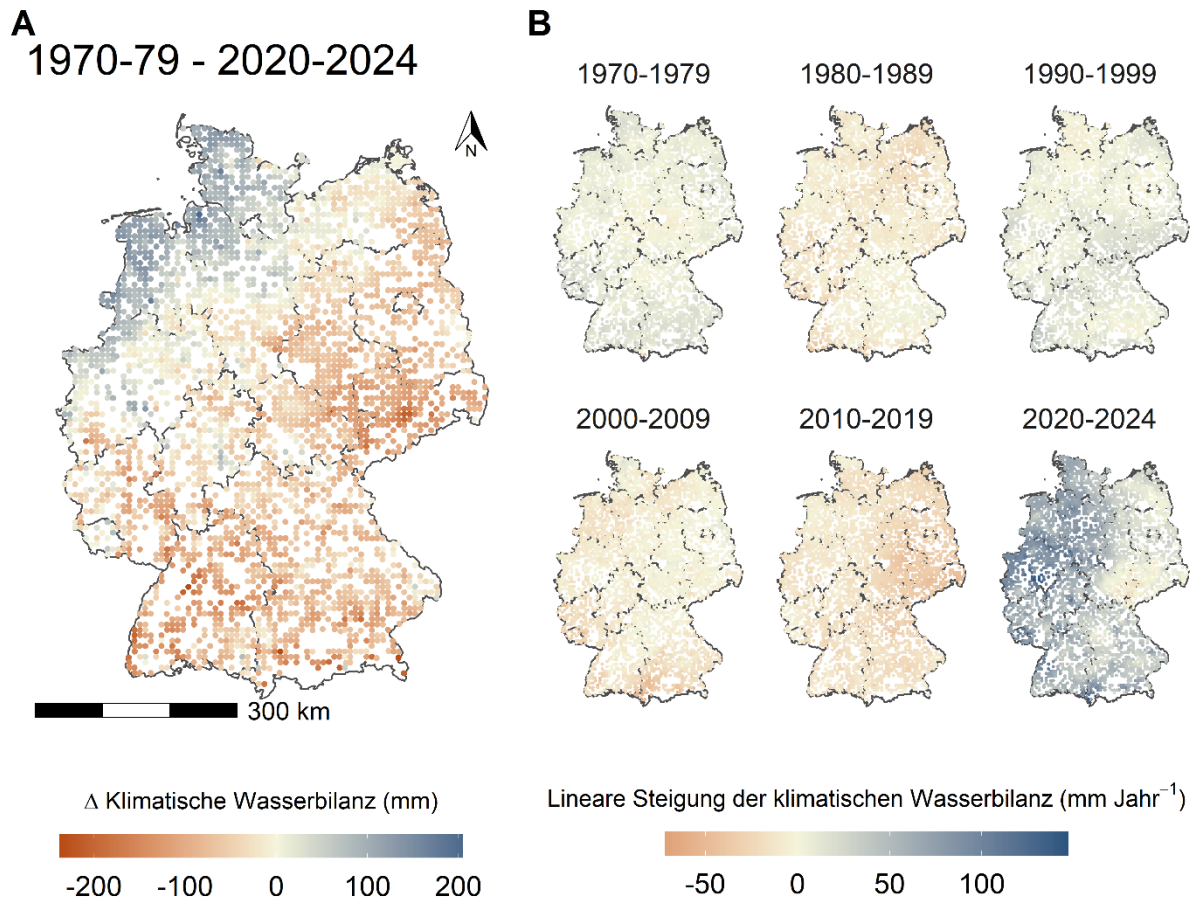 A
1970-79 - 2020-2024
N
300 km
Δ Klimatische Wasserbilanz (mm)
-200 -100 0 100 200
B
1970-1979 1980-1989 1990-1999
2000-2009 2010-2019 2020-2024
Lineare Steigung der klimatischen Wasserbilanz (mm Jahr⁻¹)
-50 0 50 100